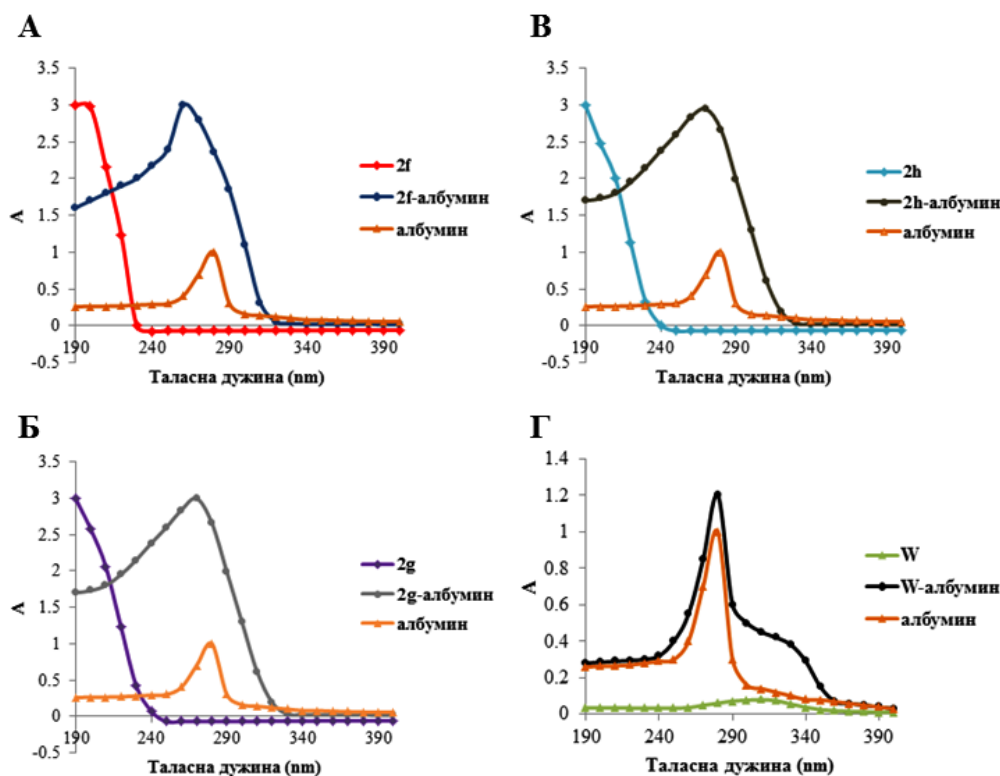 А
3.5
3
2.5
2
1.5
1
0.5
0
-0.5
A
190 240 290 340 390
Таласна дужина (nm)
2f
2f-албумин
албумин
В
3.5
3
2.5
2
1.5
1
0.5
0
-0.5
A
190 240 290 340 390
Таласна дужина (nm)
2h
2h-албумин
албумин
Б
3.5
3
2.5
2
1.5
1
0.5
0
-0.5
A
190 240 290 340 390
Таласна дужина (nm)
2g
2g-албумин
албумин
Г
1.4
1.2
1
0.8
0.6
0.4
0.2
0
A
190 240 290 340 390
Таласна дужина (nm)
W
W-албумин
албумин